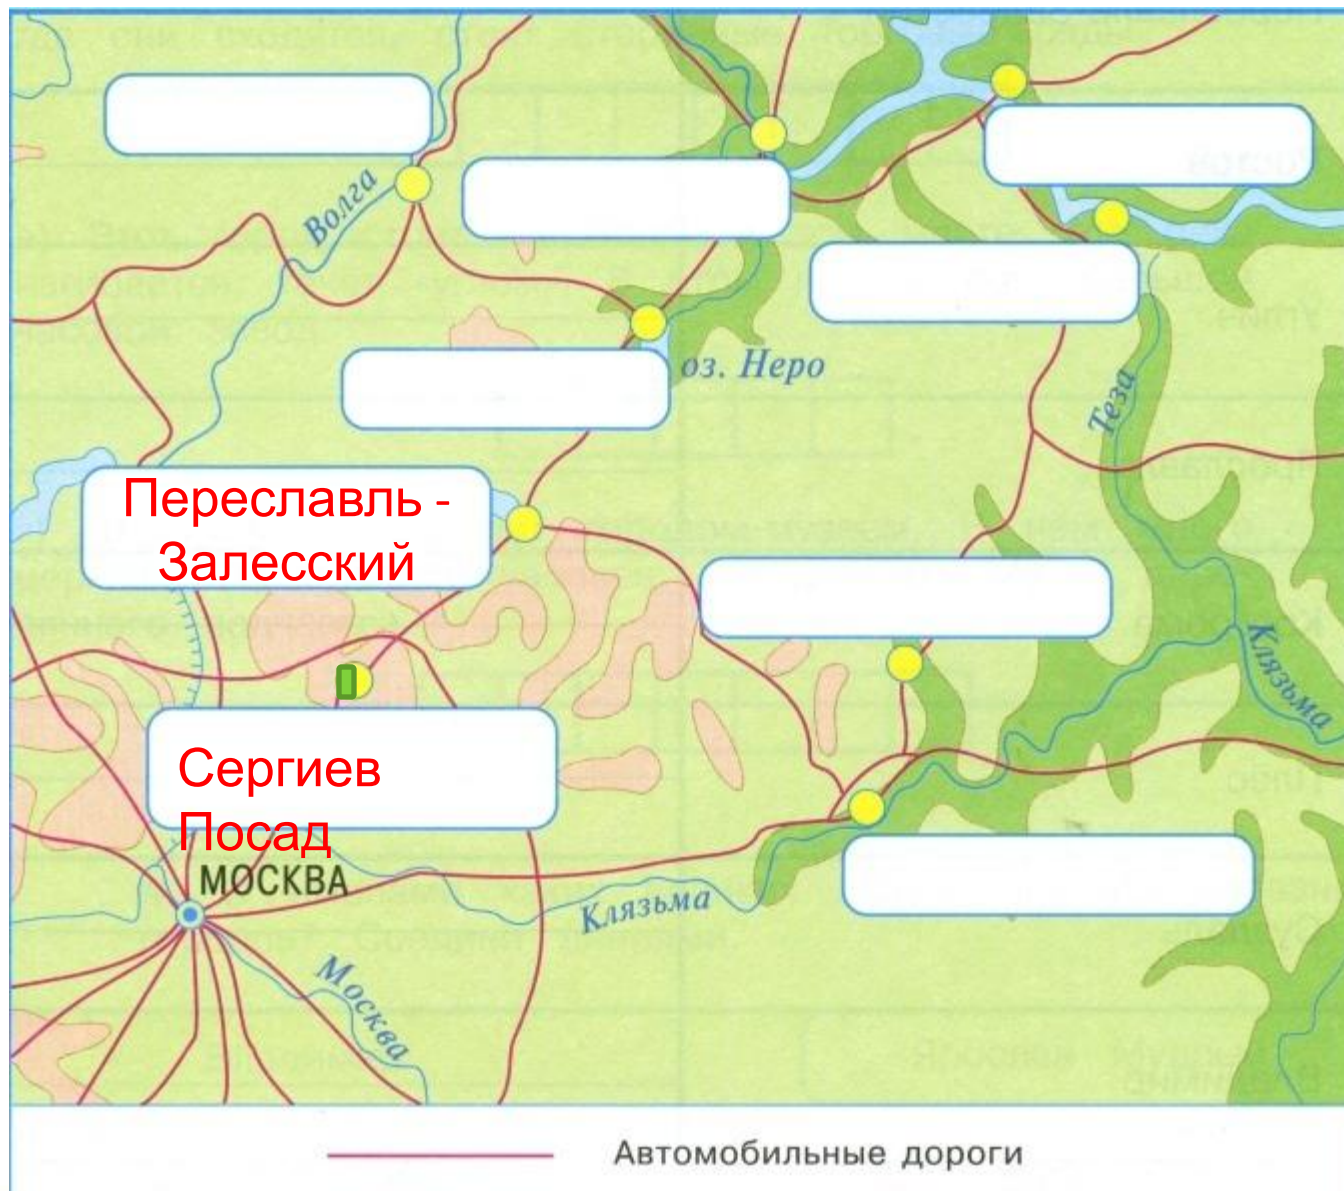 Волга
оз. Неро
Теза
Переславль -
Залесский
Клязьма
Сергиев
Посад
МОСКВА
Клязьма
Москва
Автомобильные дороги